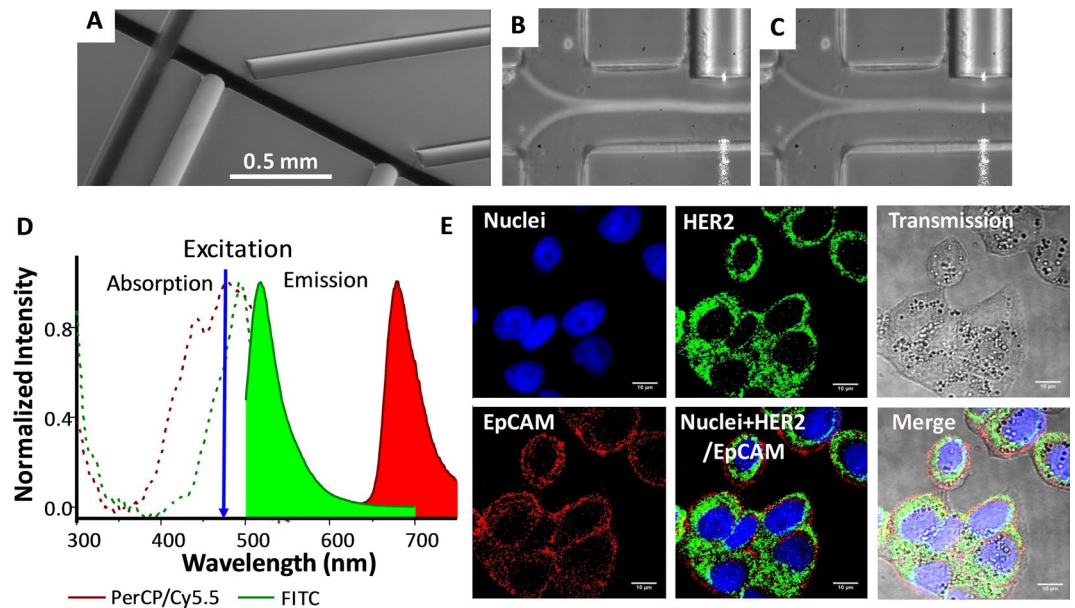 A
0.5 mm
B
C
D
Excitation
Absorption
Emission
Normalized Intensity
0.8
0.4
0.0
300
400
500
600
700
Wavelength (nm)
PerCP/Cy5.5
FITC
E
Nuclei
10 μm
HER2
10 μm
Transmission
10 μm
EpCAM
10 μm
Nuclei+HER2
/EpCAM
10 μm
Merge
10 μm